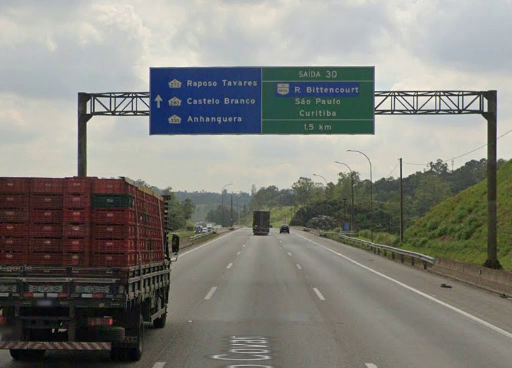 Raposo Tavares
Castelo Branco
Anhanguera
SAÍDA 30
R. Bittencourt
São Paulo
Curitiba
1,5 km